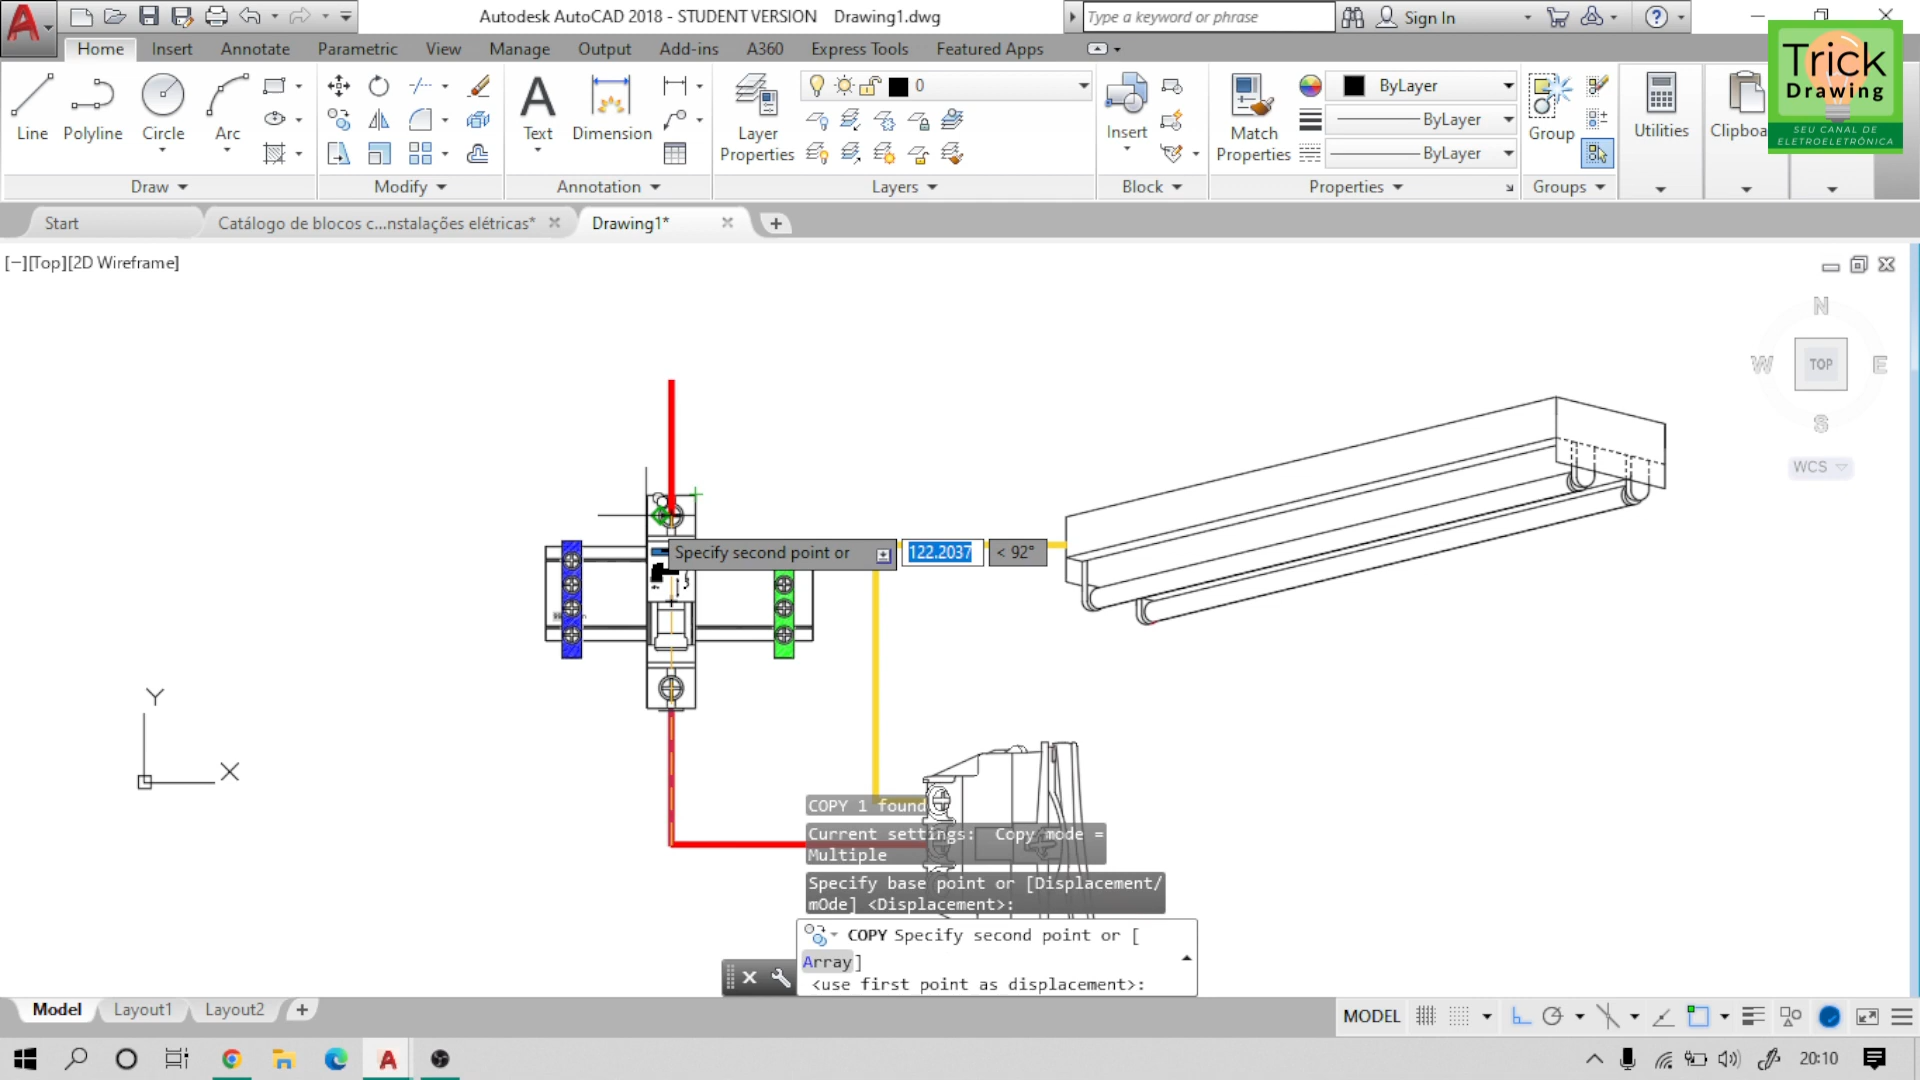 Autodesk AutoCAD 2018 - STUDENT VERSION Drawing1.dwg
Type a keyword or phrase
Sign In
Home Insert Annotate Parametric View Manage Output Add-ins A360 Express Tools Featured Apps
Line Polyline Circle Arc
Text Dimension
Layer Properties
0
Insert
Match Properties
ByLayer
ByLayer
ByLayer
Group
Utilities
Clipboa
Trick
Drawing
SEU CANAL DE
ELETROELETRÔNICA
Draw Modify Annotation Layers Block Properties Groups
Start Catálogo de blocos c...nstalações elétricas* Drawing1*
[−][Top][2D Wireframe]
N
W TOP E
S
WCS
Specify second point or 122.2037 < 92°
Y
X
COPY 1 found
Current settings: Copy mode =
Multiple
Specify base point or [Displacement/
mOde] <Displacement>:
COPY Specify second point or [
Array]
<use first point as displacement>:
Model Layout1 Layout2
MODEL
20:10